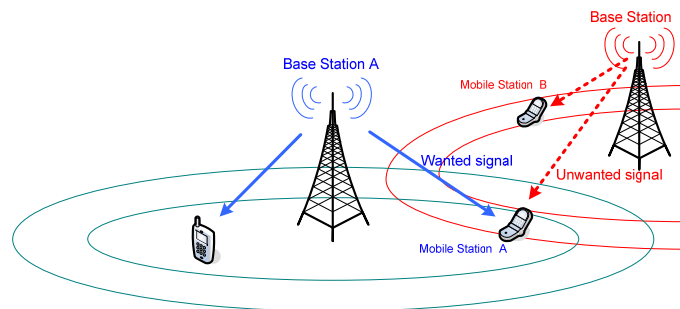 Base Station
Base Station A
Mobile Station B
Wanted signal
Unwanted signal
Mobile Station A